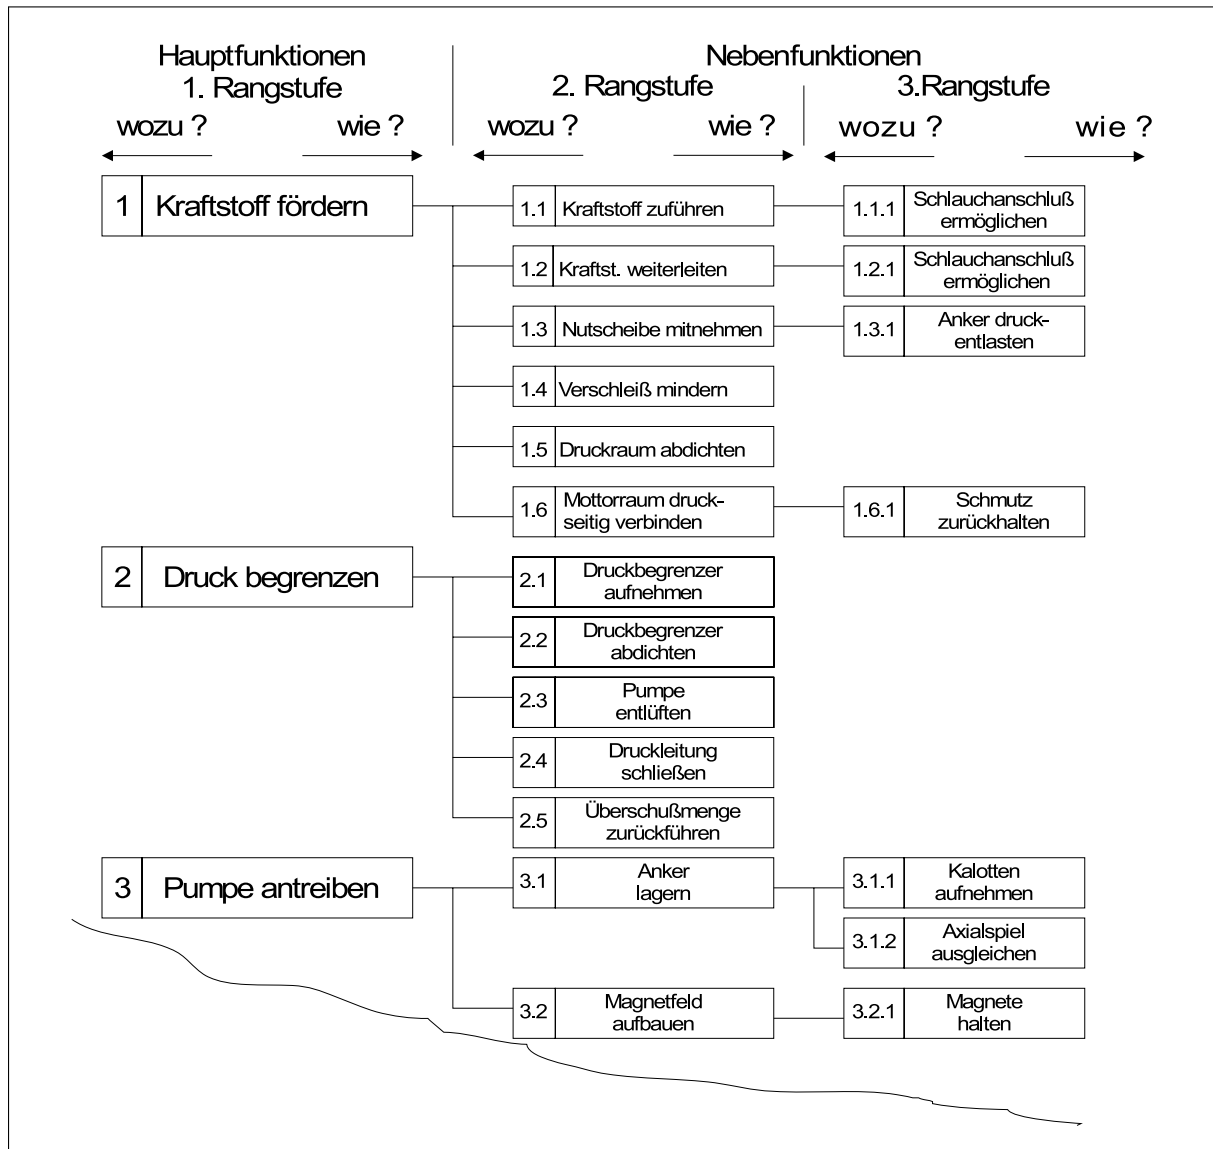 Hauptfunktionen
1. Rangstufe
Nebenfunktionen
2. Rangstufe
3.Rangstufe
wozu ?
wie ?
wozu ?
wie ?
wozu ?
wie ?
1 Kraftstoff fördern
1.1 Kraftstoff zuführen
1.1.1 Schlauchanschluß
ermöglichen
1.2 Kraftst. weiterleiten
1.2.1 Schlauchanschluß
ermöglichen
1.3 Nutscheibe mitnehmen
1.3.1 Anker druck-
entlasten
1.4 Verschleiß mindern
1.5 Druckraum abdichten
1.6 Mottorraum druck-
seitig verbinden
1.6.1 Schmutz
zurückhalten
2 Druck begrenzen
2.1 Druckbegrenzer
aufnehmen
2.2 Druckbegrenzer
abdichten
2.3 Pumpe
entlüften
2.4 Druckleitung
schließen
2.5 Überschußmenge
zurückführen
3 Pumpe antreiben
3.1 Anker
lagern
3.1.1 Kalotten
aufnehmen
3.1.2 Axialspiel
ausgleichen
3.2 Magnetfeld
aufbauen
3.2.1 Magnete
halten